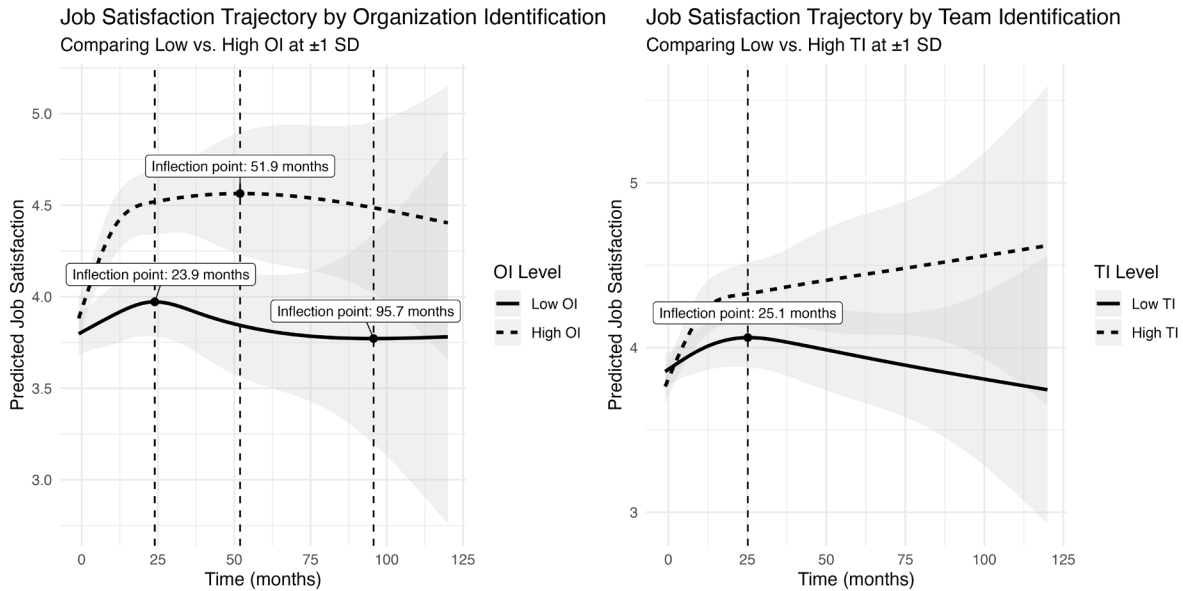 Job Satisfaction Trajectory by Organization Identification
Comparing Low vs. High OI at ±1 SD
Predicted Job Satisfaction
5.0
4.5
4.0
3.5
3.0
Inflection point: 51.9 months
Inflection point: 23.9 months
Inflection point: 95.7 months
0
25
50
75
100
125
Time (months)
OI Level
Low OI
High OI
Job Satisfaction Trajectory by Team Identification
Comparing Low vs. High TI at ±1 SD
Predicted Job Satisfaction
5
4
3
Inflection point: 25.1 months
0
25
50
75
100
125
Time (months)
TI Level
Low TI
High TI